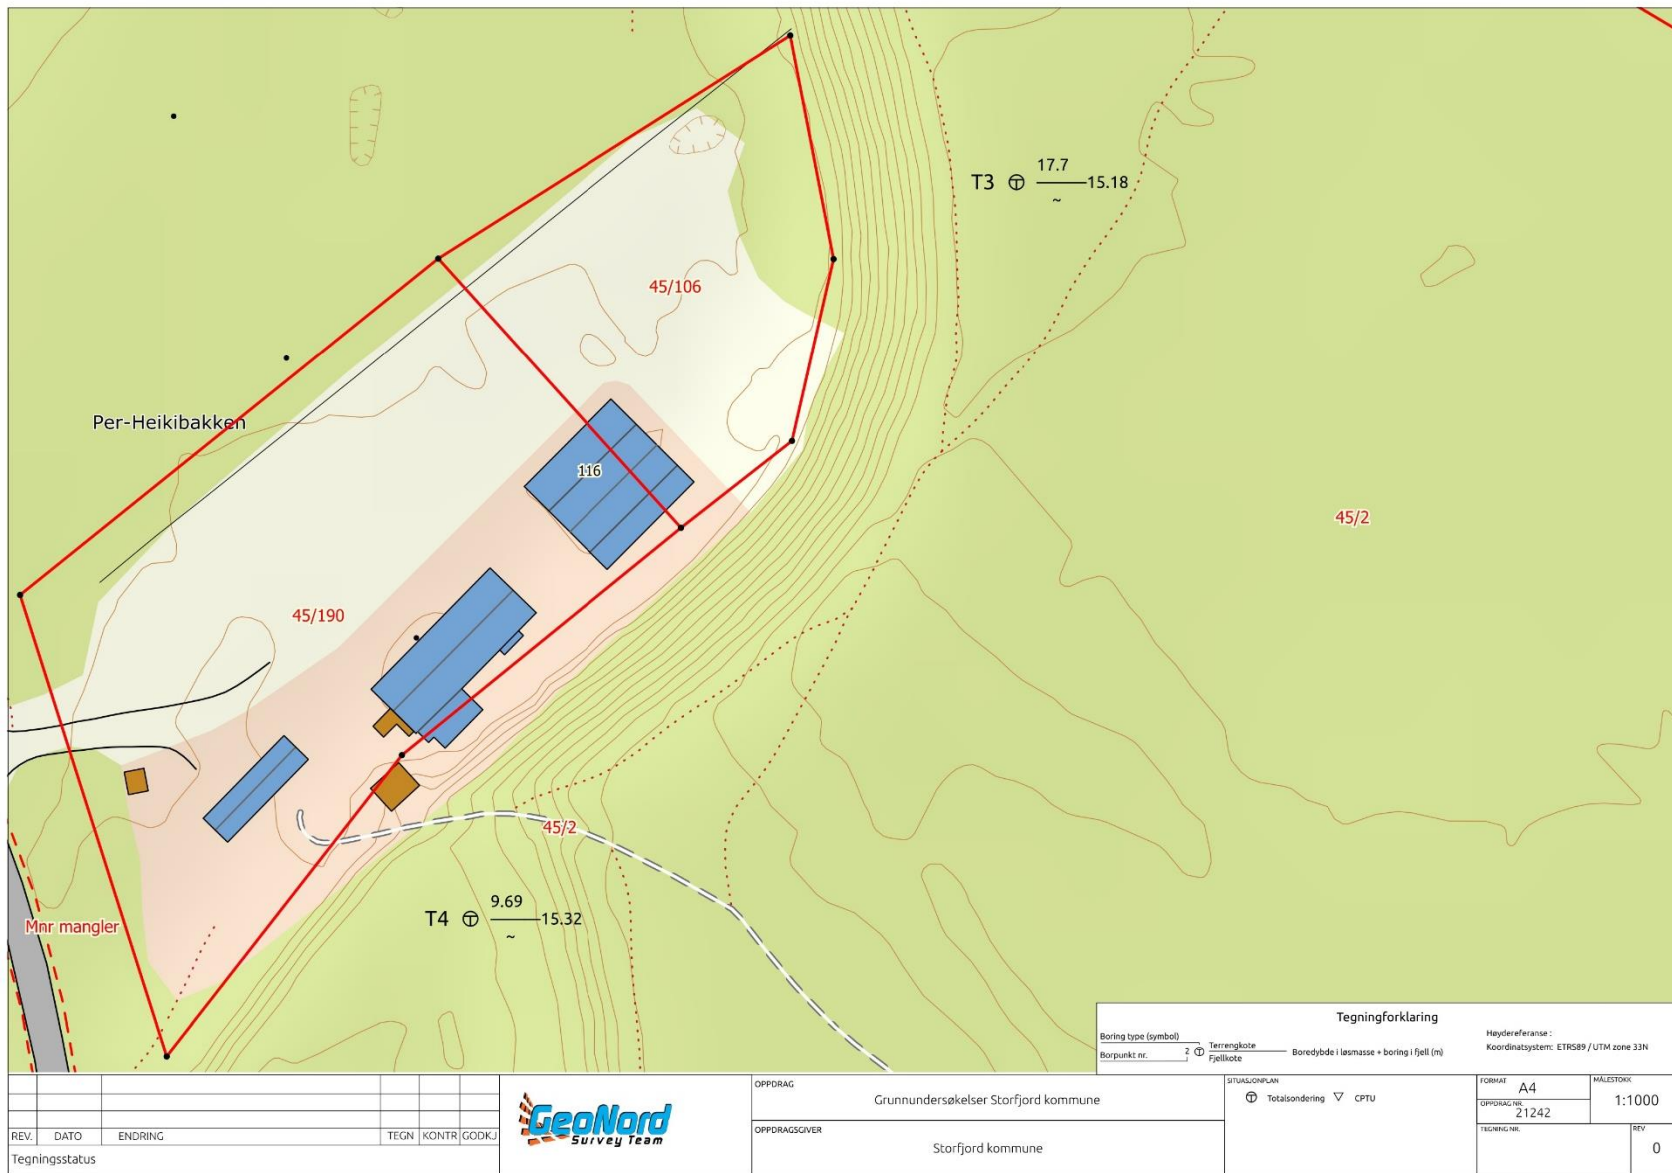 T3 17.7 15.18
~
45/106
Per-Heikibakken
116
45/2
45/190
45/2
Mnr mangler
T4 9.69 15.32
~
Tegningforklaring
Boring type (symbol)
Borpunkt nr. 2 Terrengkote
Fjellkote
Boredybde i løsmasse + boring i fjell (m)
Høydereferanse :
Koordinatsystem: ETRS89 / UTM zone 33N
REV. DATO ENDRING TEGN KONTR GODKJ
Tegningsstatus
GeoNord
Survey Team
OPPDRAG
Grunnundersøkelser Storfjord kommune
OPPDRAGSGIVER
Storfjord kommune
SITUASJONPLAN
Totalsondering CPTU
FORMAT
A4
MÅLESTOKK
1:1000
OPPDRAG NR.
21242
TEGNING NR.
REV
0